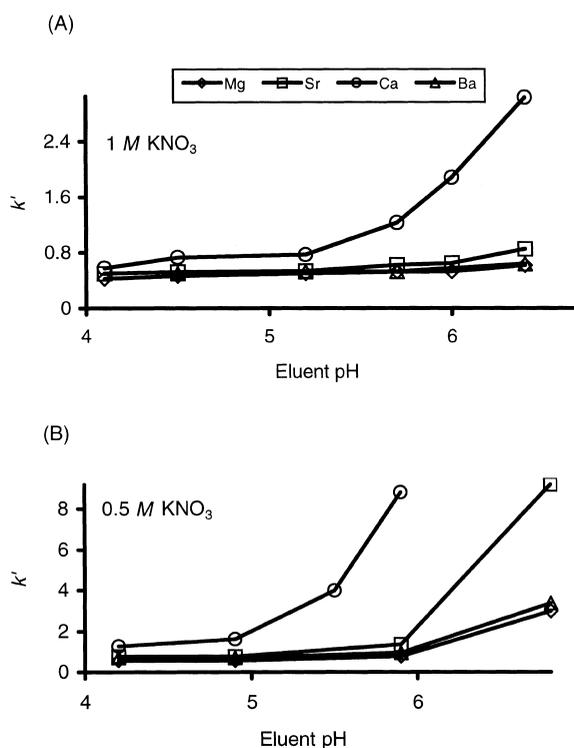 (A)
Mg Sr Ca Ba
1 M KNO₃
2.4
1.6
0.8
0
k'
4 5 6
Eluent pH
(B)
0.5 M KNO₃
8
6
4
2
0
k'
4 5 6
Eluent pH